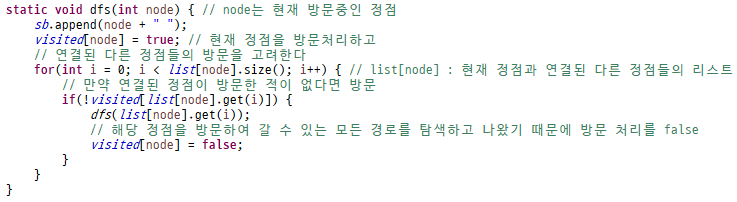 static void dfs(int node) { // node는 현재 방문중인 정점
    sb.append(node + " ");
    visited[node] = true; // 현재 정점을 방문처리하고
    // 연결된 다른 정점들의 방문을 고려한다
    for(int i = 0; i < list[node].size(); i++) { // list[node] : 현재 정점과 연결된 다른 정점들의 리스트
        // 만약 연결된 정점이 방문한 적이 없다면 방문
        if(!visited[list[node].get(i)]) {
            dfs(list[node].get(i));
            // 해당 정점을 방문하여 갈 수 있는 모든 경로를 탐색하고 나왔기 때문에 방문 처리를 false
            visited[node] = false;
        }
    }
}